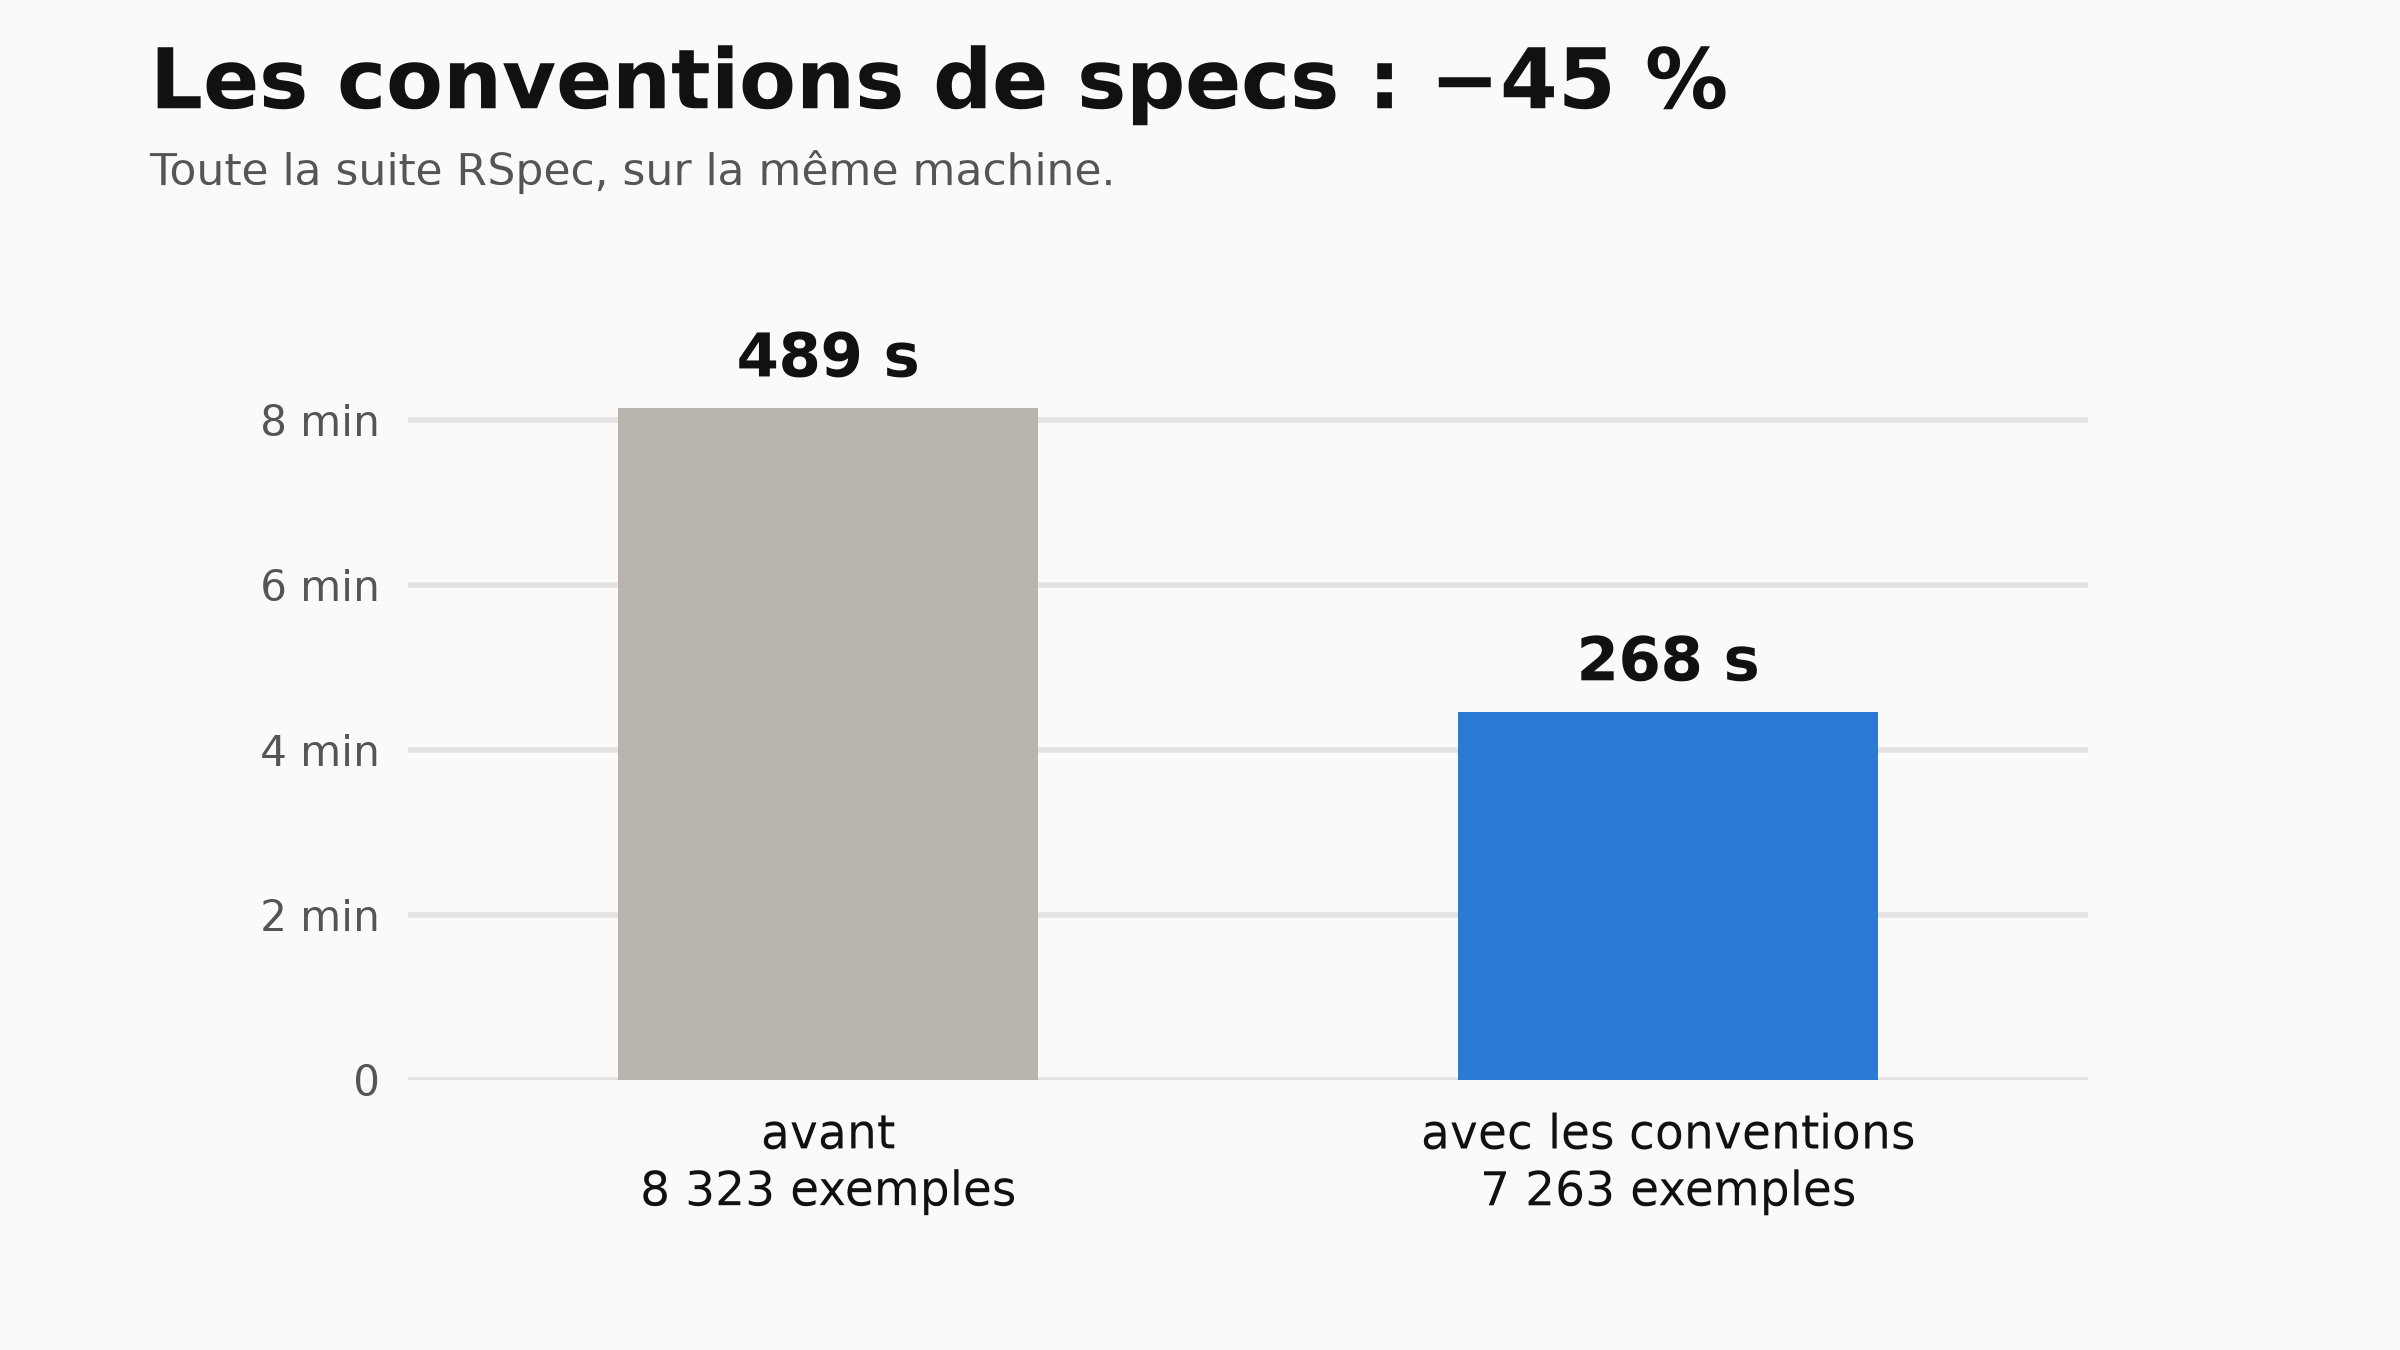 Les conventions de specs : −45 %
Toute la suite RSpec, sur la même machine.
489 s
8 min
6 min
268 s
4 min
2 min
0
avant
8 323 exemples
avec les conventions
7 263 exemples